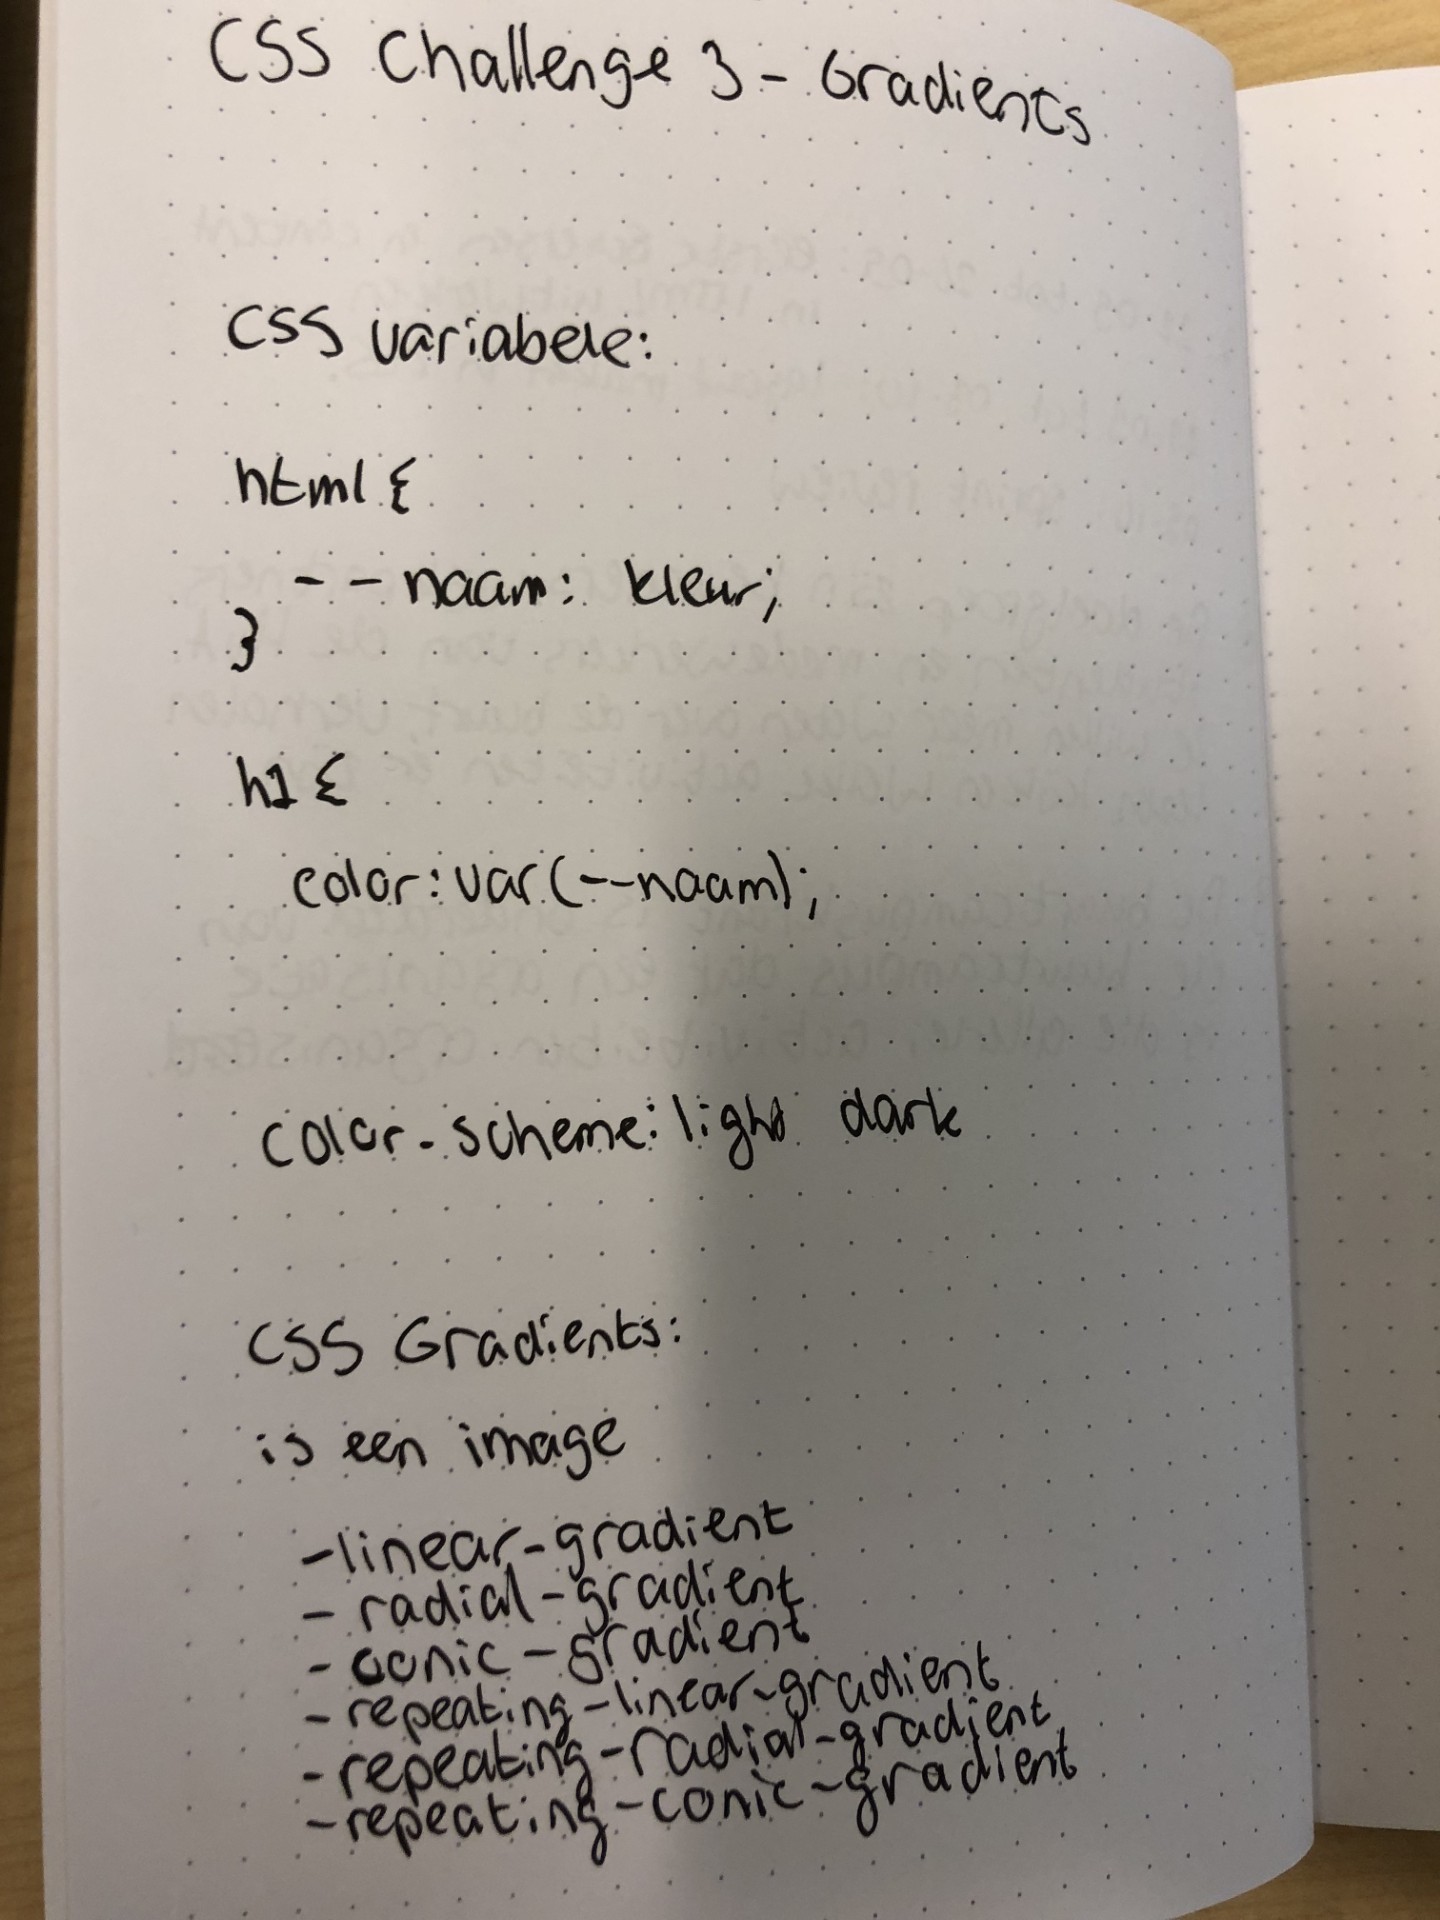 CSS Challenge 3 - Gradients
CSS variabele:
html {
-- naam: kleur;
}
h1 {
color: var(--naam);
color-scheme: light dark
CSS Gradients:
is een image
- linear-gradient
- radial-gradient
- conic-gradient
- repeating-linear-gradient
- repeating-radial-gradient
- repeating-conic-gradient